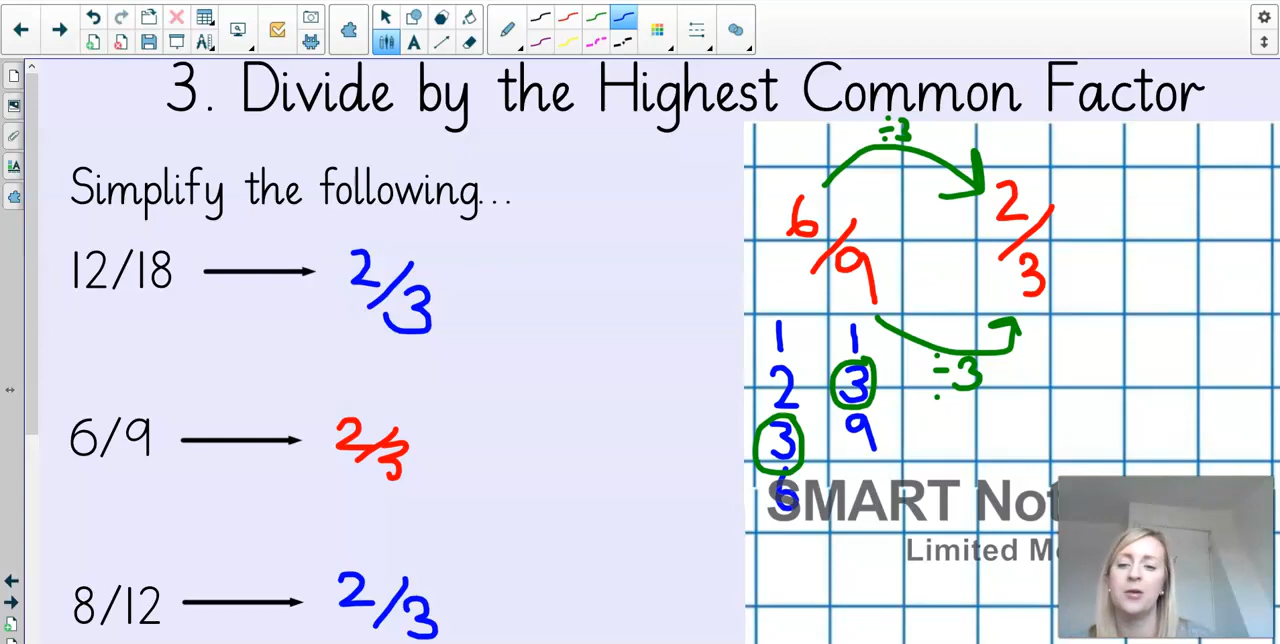 3. Divide by the Highest Common Factor
Simplify the following...
12/18 2/3
6/9 2/3
8/12 2/3
÷3
6/9 2/3
÷3
1 1
2 3
3 9
6
SMART Not
Limited Mo